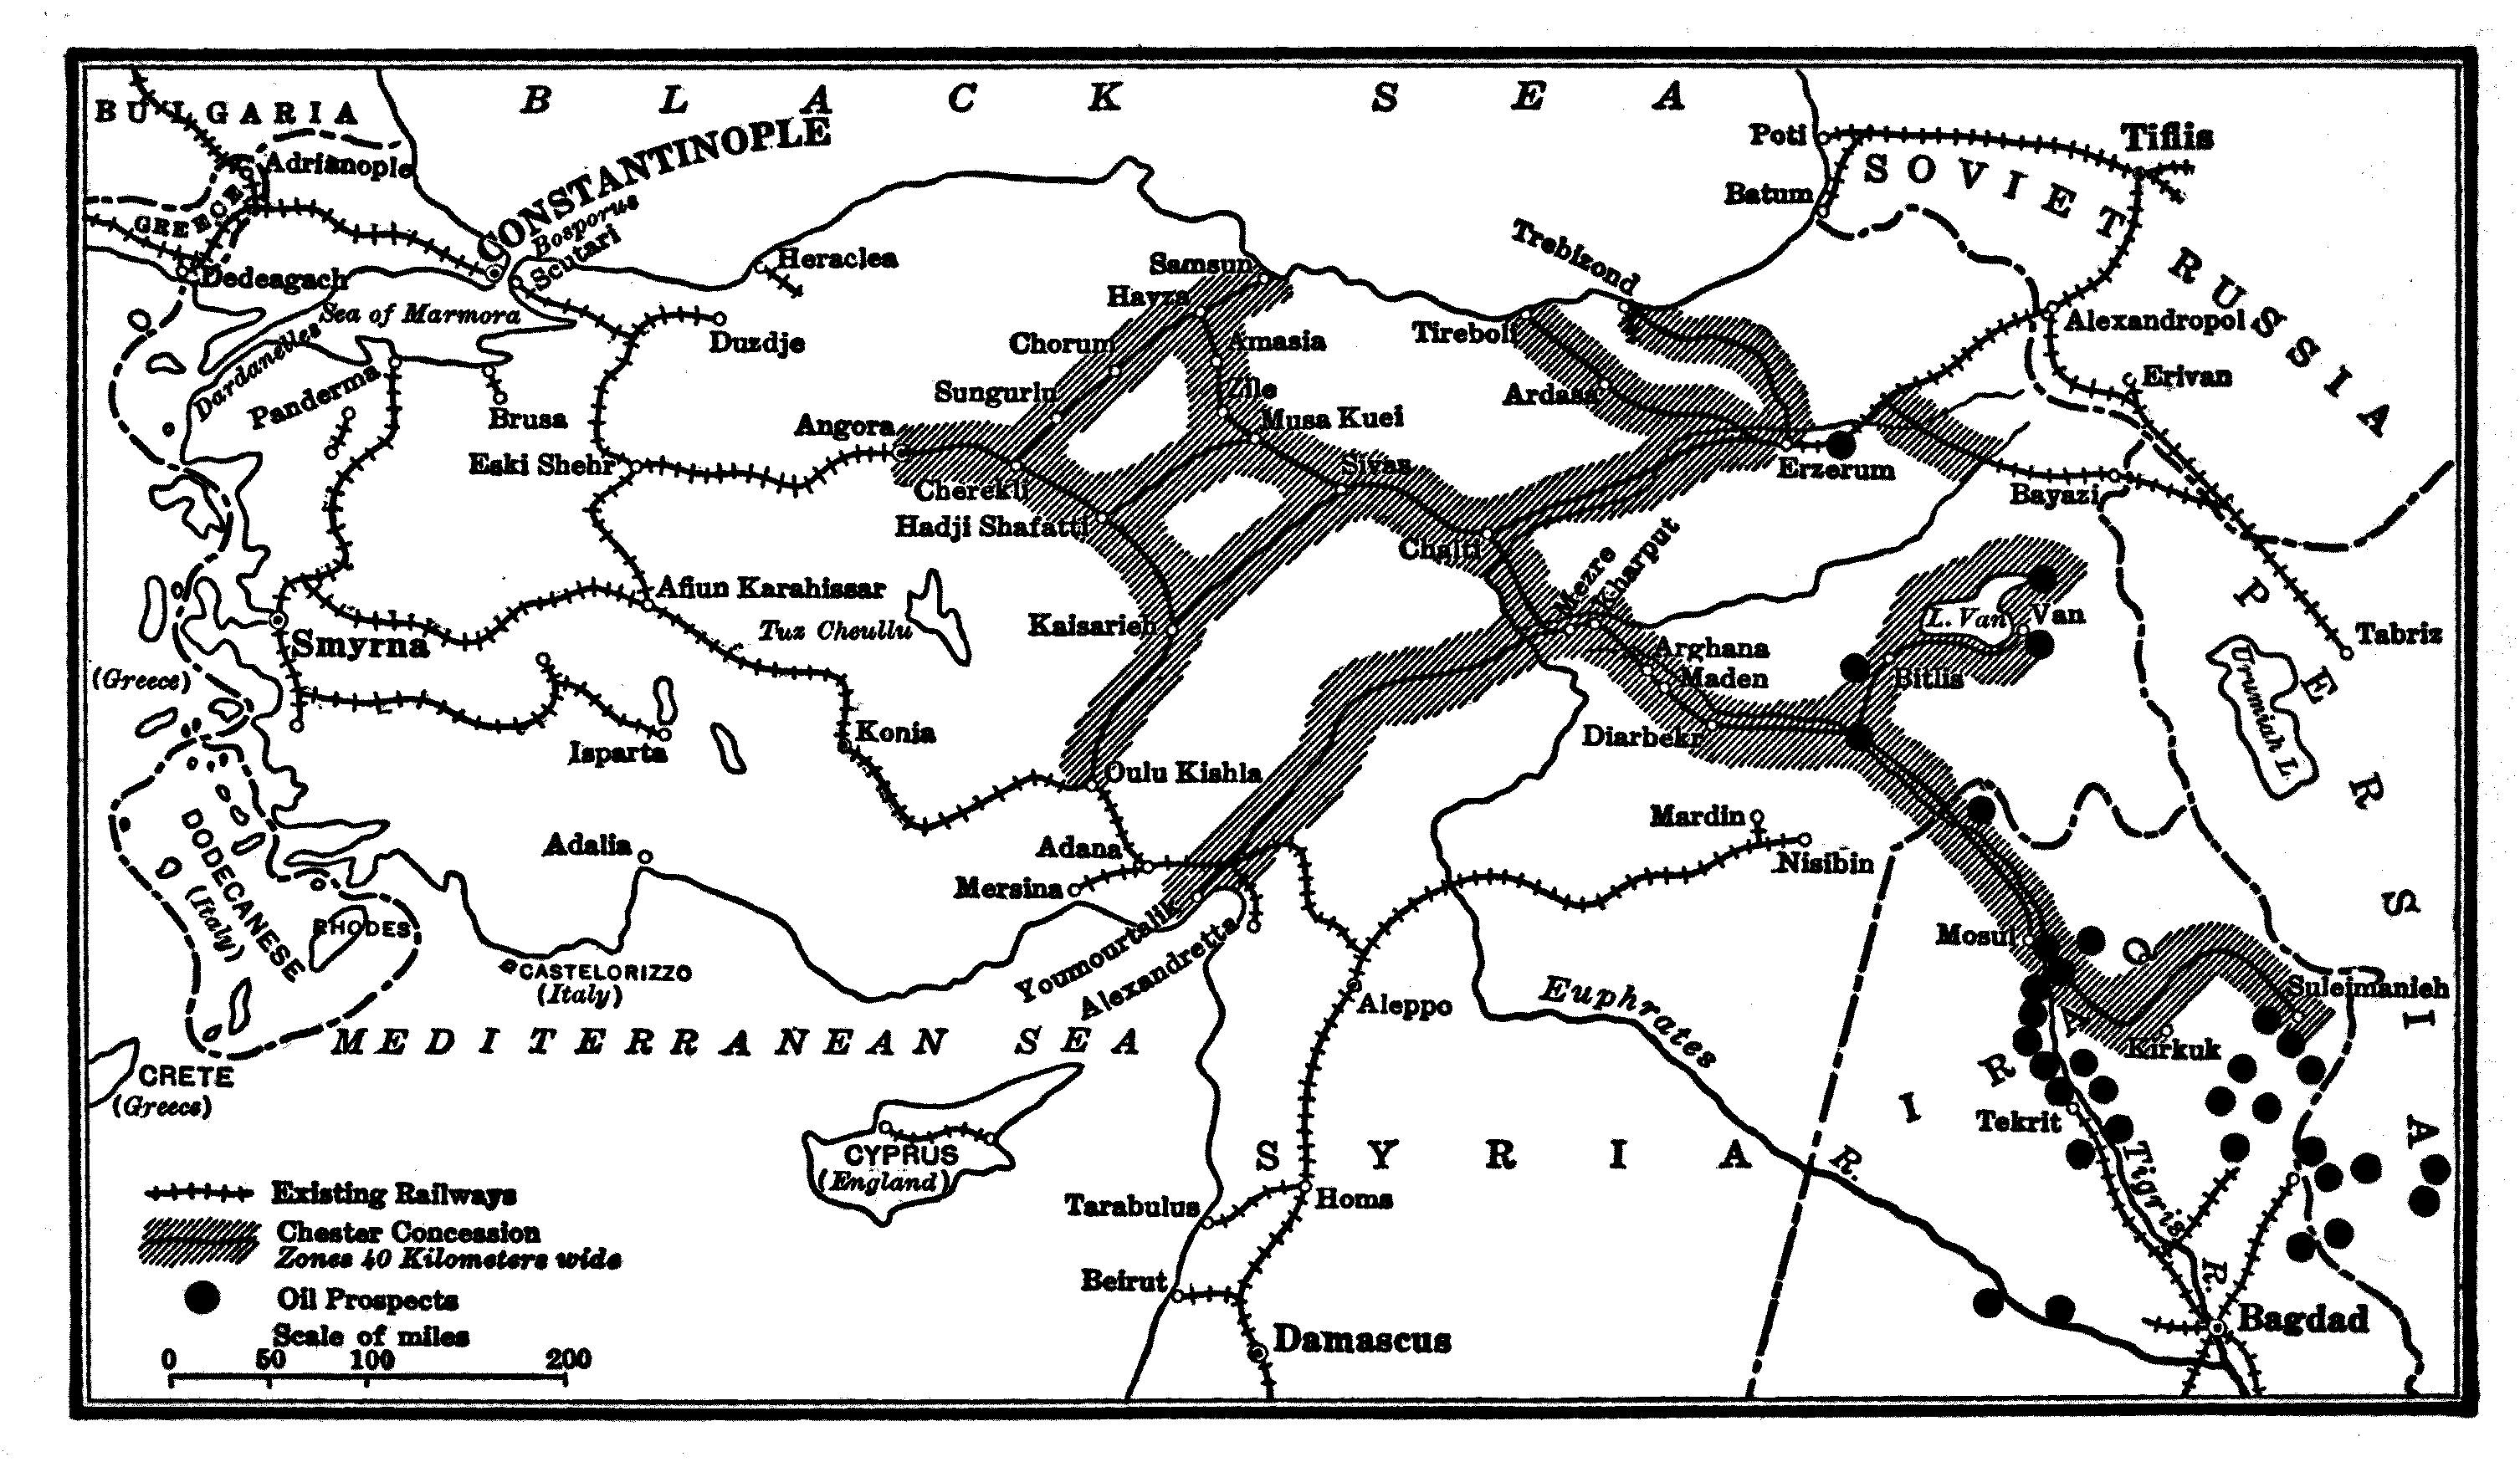 BLACK SEA
BULGARIA
Adrianople
CONSTANTINOPLE
Bosporus
Scutari
GREECE
Dedeagach
Sea of Marmora
Dardanelles
Panderma
Brusa
Heraclea
Duzdje
Poti
Tiflis
Batum
SOVIET RUSSIA
Trebizond
Samsun
Hayza
Tireboli
Alexandropol
Chorum
Amasia
Erivan
Sungurlu
Zile
Ardasa
Musa Kuei
Angora
Eski Shehr
Sivas
Erzerum
Cherekli
Bayazi
Hadji Shafatti
Chalti
Mezre
Kharput
Afiun Karahissar
Tuz Cheullu
Kaisarieh
L. Van
Van
Smyrna
Tabriz
(Greece)
Arghana
Maden
Bitlis
Urumiah L.
PERSIA
Isparta
Konia
Diarbekr
Oulu Kishla
Adalia
Adana
Mardin
Nisibin
Mersina
DODECANESE
(Italy)
RHODES
Youmourtalik
Alexandretta
Mosul
CASTELORIZZO
(Italy)
Aleppo
Euphrates R.
Suleimanieh
MEDITERRANEAN SEA
Kirkuk
IRAQ
CRETE
(Greece)
Tekrit
CYPRUS
(England)
SYRIA
Tigris R.
Tarabulus
Homs
Beirut
Damascus
Bagdad
Existing Railways
Chester Concession
Zones 40 Kilometers wide
Oil Prospects
Scale of miles
0 50 100 200